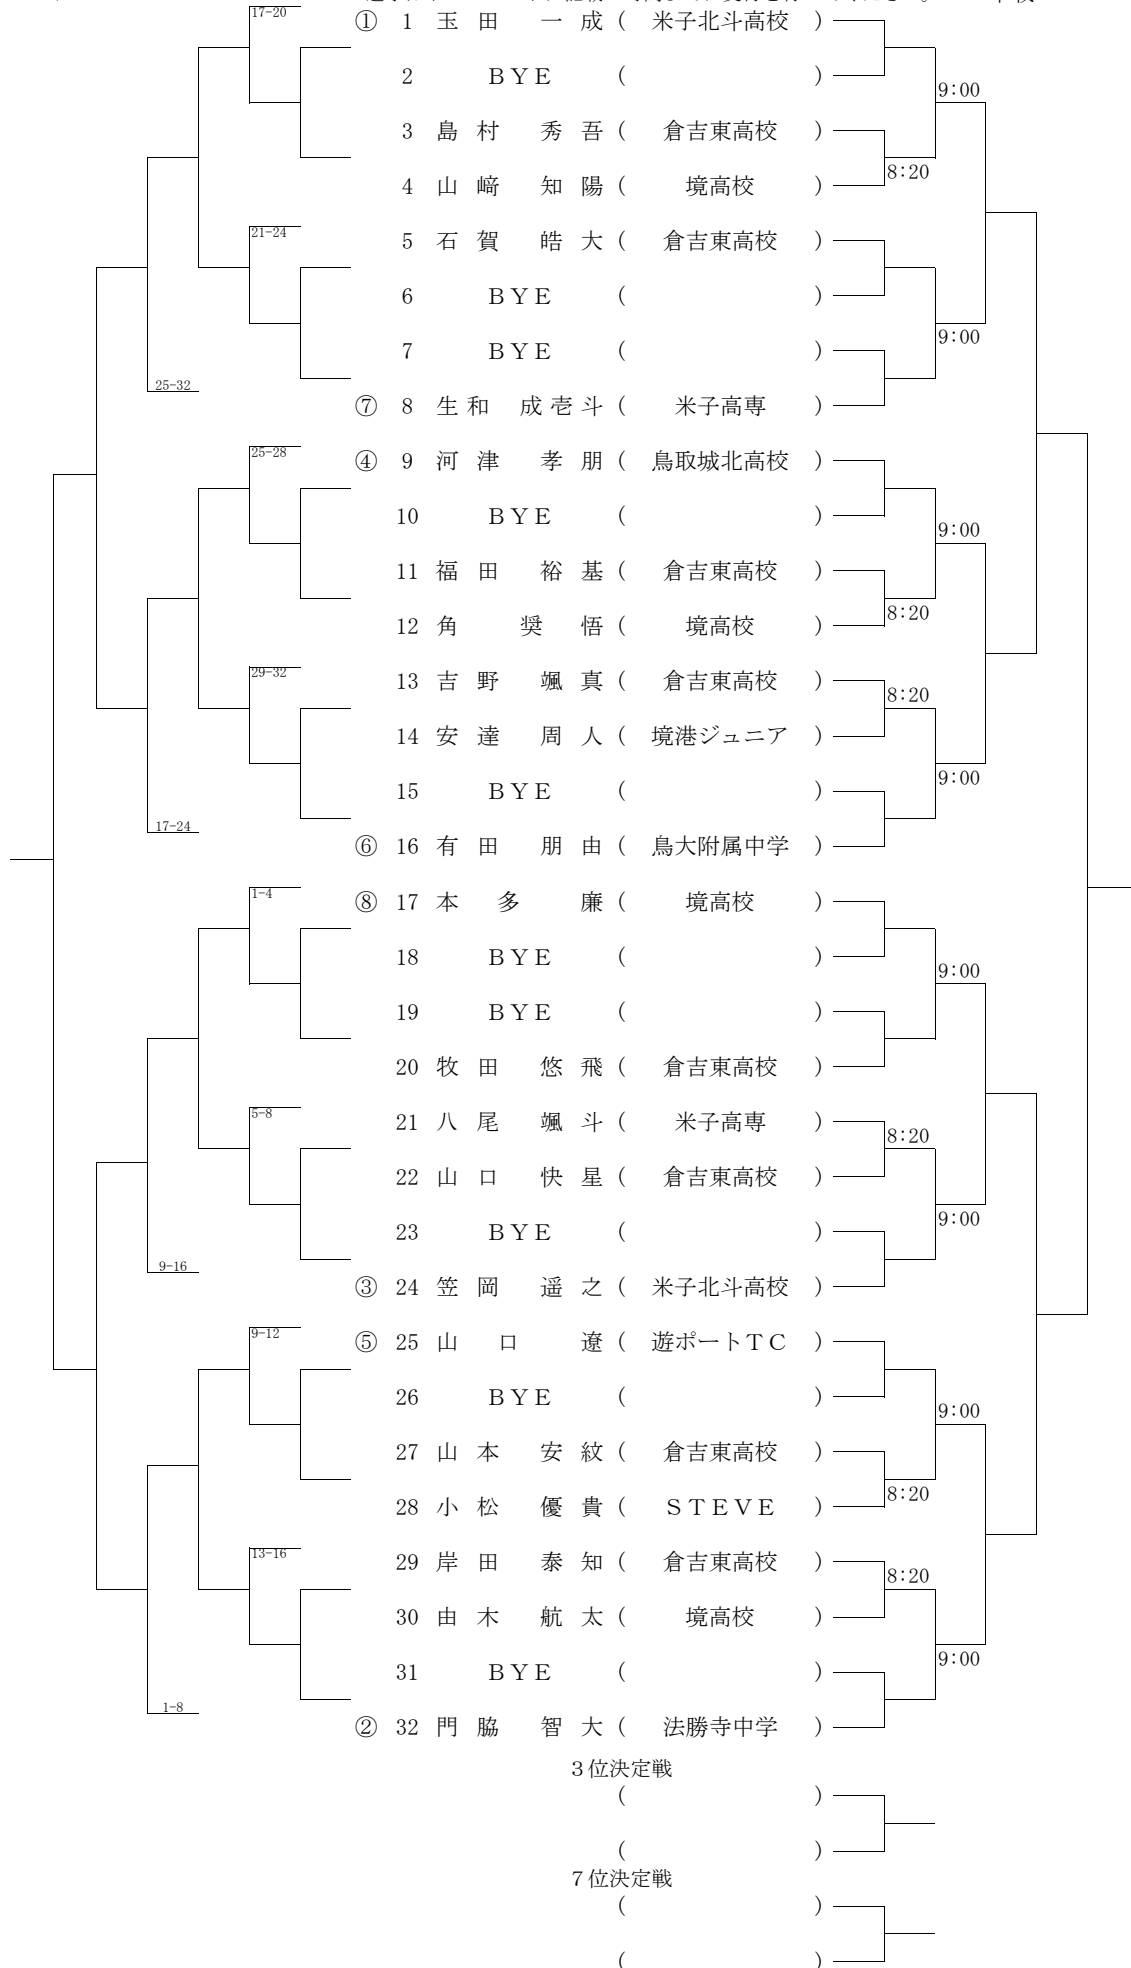 17-20
① 1 玉田 一成 ( 米子北斗高校 )
2 BYE ( )
9:00
3 島村 秀吾 ( 倉吉東高校 )
8:20
4 山﨑 知陽 ( 境高校 )
21-24
5 石賀 皓大 ( 倉吉東高校 )
6 BYE ( )
9:00
7 BYE ( )
25-32
⑦ 8 生和 成壱斗 ( 米子高専 )
25-28
④ 9 河津 孝朋 ( 鳥取城北高校 )
10 BYE ( )
9:00
11 福田 裕基 ( 倉吉東高校 )
8:20
12 角 奨悟 ( 境高校 )
29-32
13 吉野 颯真 ( 倉吉東高校 )
8:20
14 安達 周人 ( 境港ジュニア )
9:00
15 BYE ( )
17-24
⑥ 16 有田 朋由 ( 鳥大附属中学 )
1-4
⑧ 17 本多 廉 ( 境高校 )
18 BYE ( )
9:00
19 BYE ( )
20 牧田 悠飛 ( 倉吉東高校 )
5-8
21 八尾 颯斗 ( 米子高専 )
8:20
22 山口 快星 ( 倉吉東高校 )
9:00
23 BYE ( )
9-16
③ 24 笠岡 遥之 ( 米子北斗高校 )
9-12
⑤ 25 山口 遼 ( 遊ポートTC )
26 BYE ( )
9:00
27 山本 安紋 ( 倉吉東高校 )
8:20
28 小松 優貴 ( STEVE )
13-16
29 岸田 泰知 ( 倉吉東高校 )
8:20
30 由木 航太 ( 境高校 )
9:00
31 BYE ( )
1-8
② 32 門脇 智大 ( 法勝寺中学 )
3位決定戦
( )
( )
7位決定戦
( )
( )